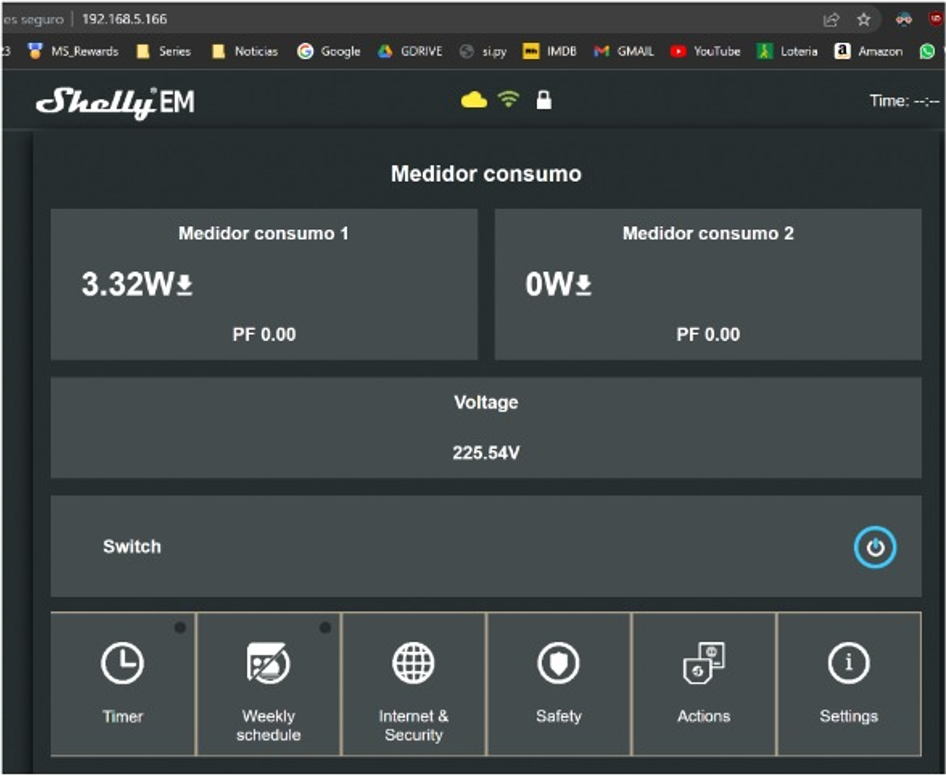 es seguro | 192.168.5.166
23 MS_Rewards Series Noticias Google GDRIVE si.py IMDB GMAIL YouTube Loteria Amazon
Shelly® EM Time: --:--
Medidor consumo
Medidor consumo 1
3.32W
PF 0.00
Medidor consumo 2
0W
PF 0.00
Voltage
225.54V
Switch
Timer
Weekly
schedule
Internet &
Security
Safety
Actions
Settings